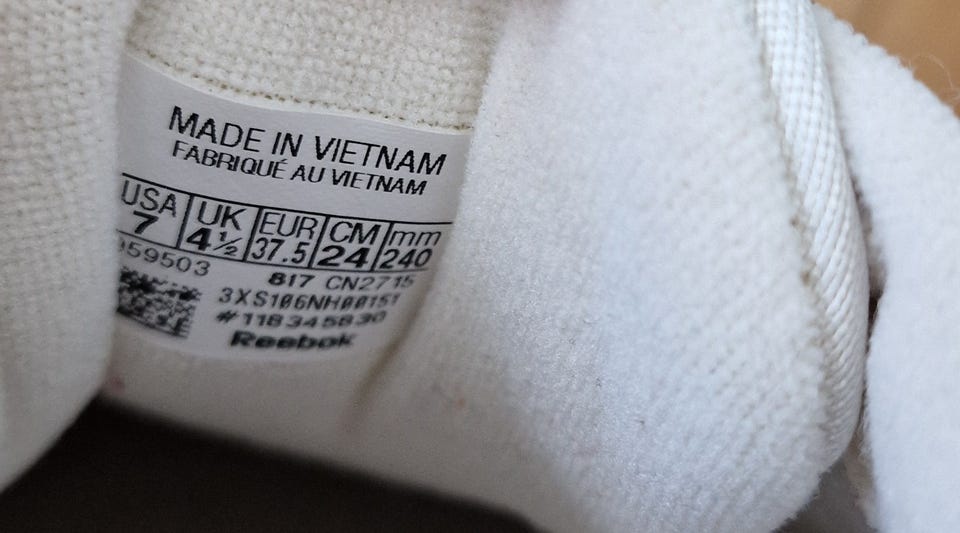 MADE IN VIETNAM
FABRIQUÉ AU VIETNAM
USA UK EUR CM mm
7 4½ 37.5 24 240
059503
817 CN2715
3XS106NH00151
#118345830
Reebok